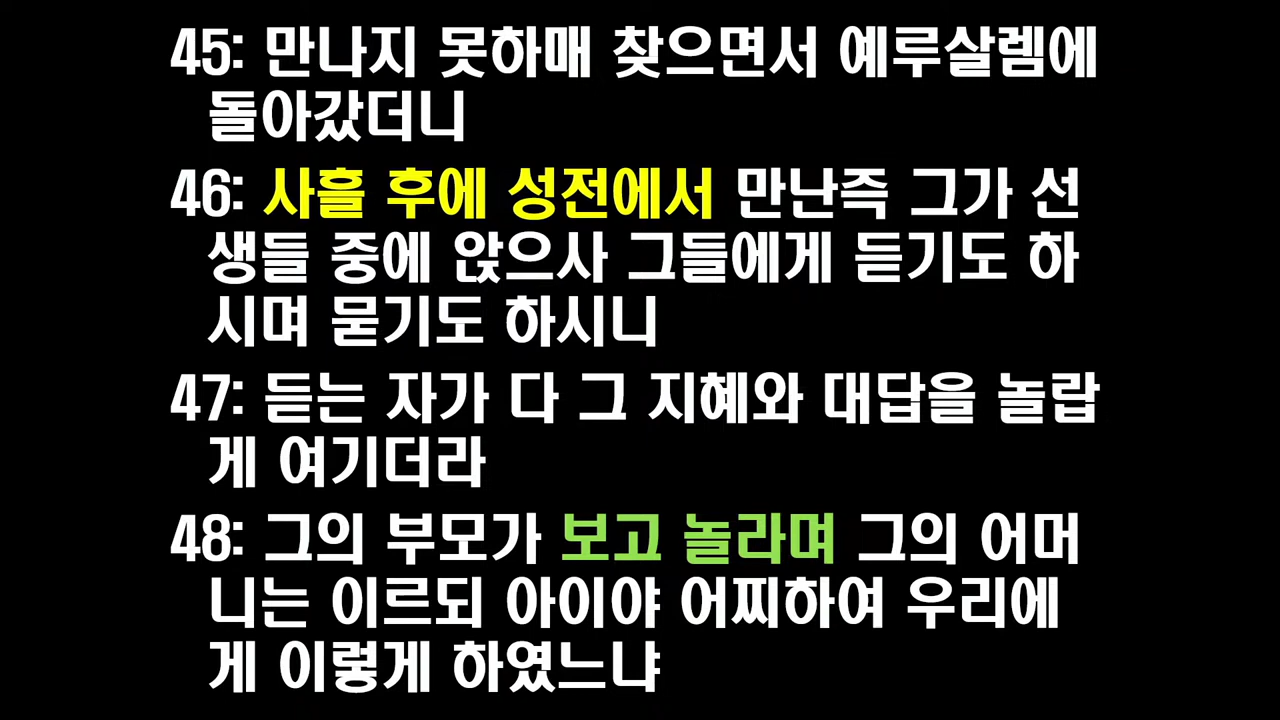 45: 만나지 못하매 찾으면서 예루살렘에
돌아갔더니
46: 사흘 후에 성전에서 만난즉 그가 선
생들 중에 앉으사 그들에게 듣기도 하
시며 묻기도 하시니
47: 듣는 자가 다 그 지혜와 대답을 놀랍
게 여기더라
48: 그의 부모가 보고 놀라며 그의 어머
니는 이르되 아이야 어찌하여 우리에
게 이렇게 하였느냐